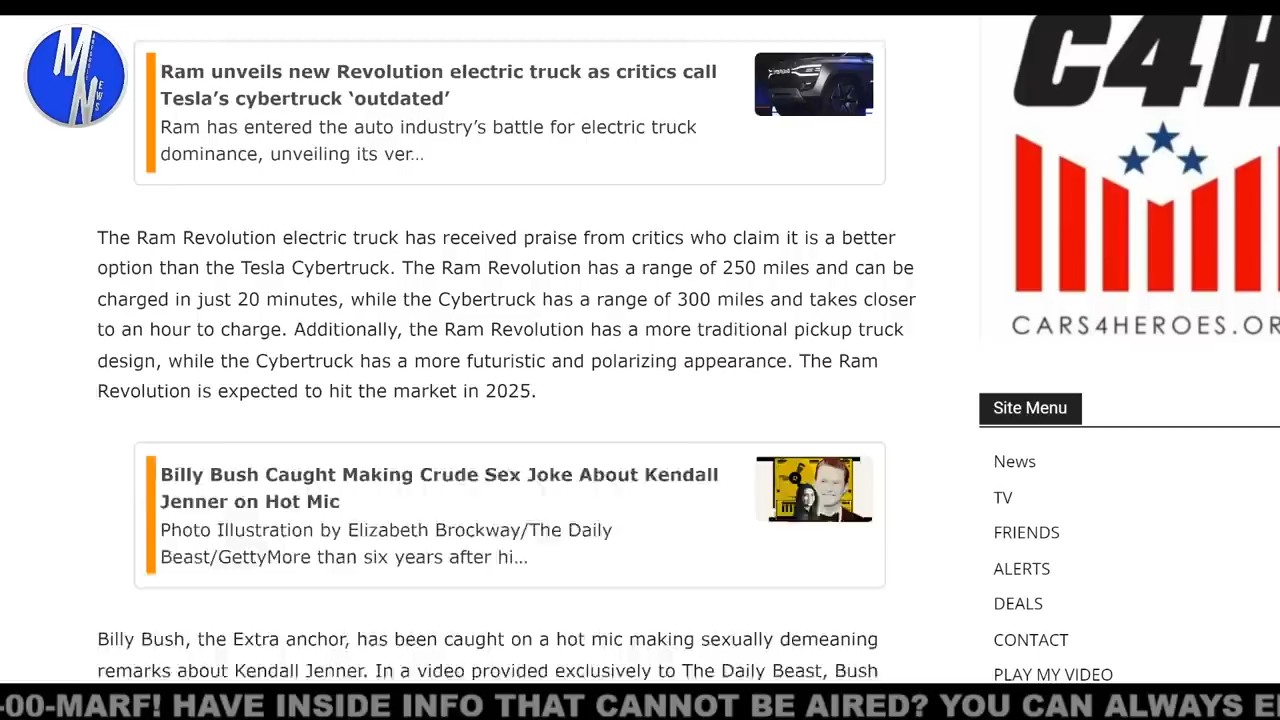 M
N
EWS
Ram unveils new Revolution electric truck as critics call
Tesla’s cybertruck ‘outdated’
Ram has entered the auto industry’s battle for electric truck
dominance, unveiling its ver…
The Ram Revolution electric truck has received praise from critics who claim it is a better
option than the Tesla Cybertruck. The Ram Revolution has a range of 250 miles and can be
charged in just 20 minutes, while the Cybertruck has a range of 300 miles and takes closer
to an hour to charge. Additionally, the Ram Revolution has a more traditional pickup truck
design, while the Cybertruck has a more futuristic and polarizing appearance. The Ram
Revolution is expected to hit the market in 2025.
Billy Bush Caught Making Crude Sex Joke About Kendall
Jenner on Hot Mic
Photo Illustration by Elizabeth Brockway/The Daily
Beast/GettyMore than six years after hi…
Billy Bush, the Extra anchor, has been caught on a hot mic making sexually demeaning
remarks about Kendall Jenner. In a video provided exclusively to The Daily Beast, Bush
C4H
CARS4HEROES.OR
Site Menu
News
TV
FRIENDS
ALERTS
DEALS
CONTACT
PLAY MY VIDEO
-00-MARF! HAVE INSIDE INFO THAT CANNOT BE AIRED? YOU CAN ALWAYS E